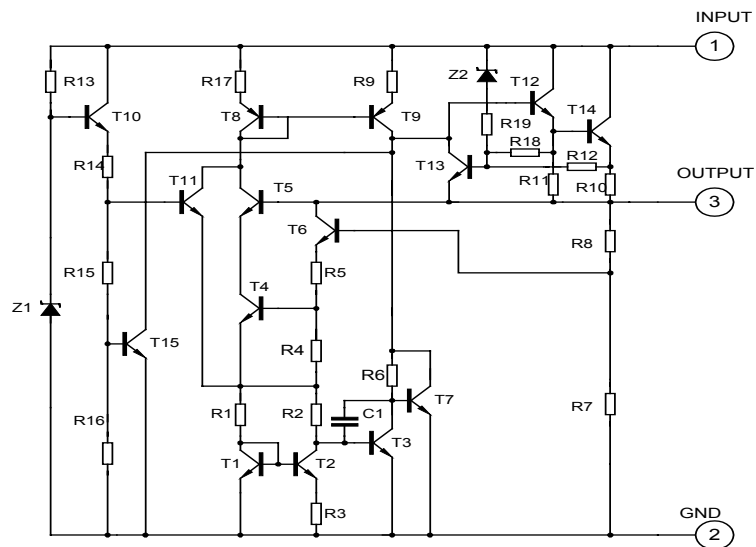 INPUT
1
R13
R17
R9
Z2
T12
T10
T8
T9
T14
R19
R18
R14
T13
R12
T11
R11
R10
OUTPUT
T5
3
T6
R8
R15
R5
T4
Z1
T15
R4
R6
R1
R2
C1
T7
R7
R16
T3
T1
T2
R3
GND
2